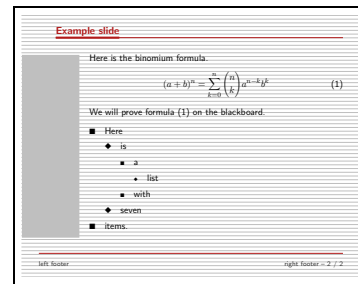 Example slide
Here is the binomium formula.
(a + b)^n = \sum_{k=0}^{n} \binom{n}{k} a^{n−k} b^k (1)
We will prove formula (1) on the blackboard.
■ Here
◆ is
■ a
◆ list
■ with
◆ seven
■ items.
left footer right footer – 2 / 2